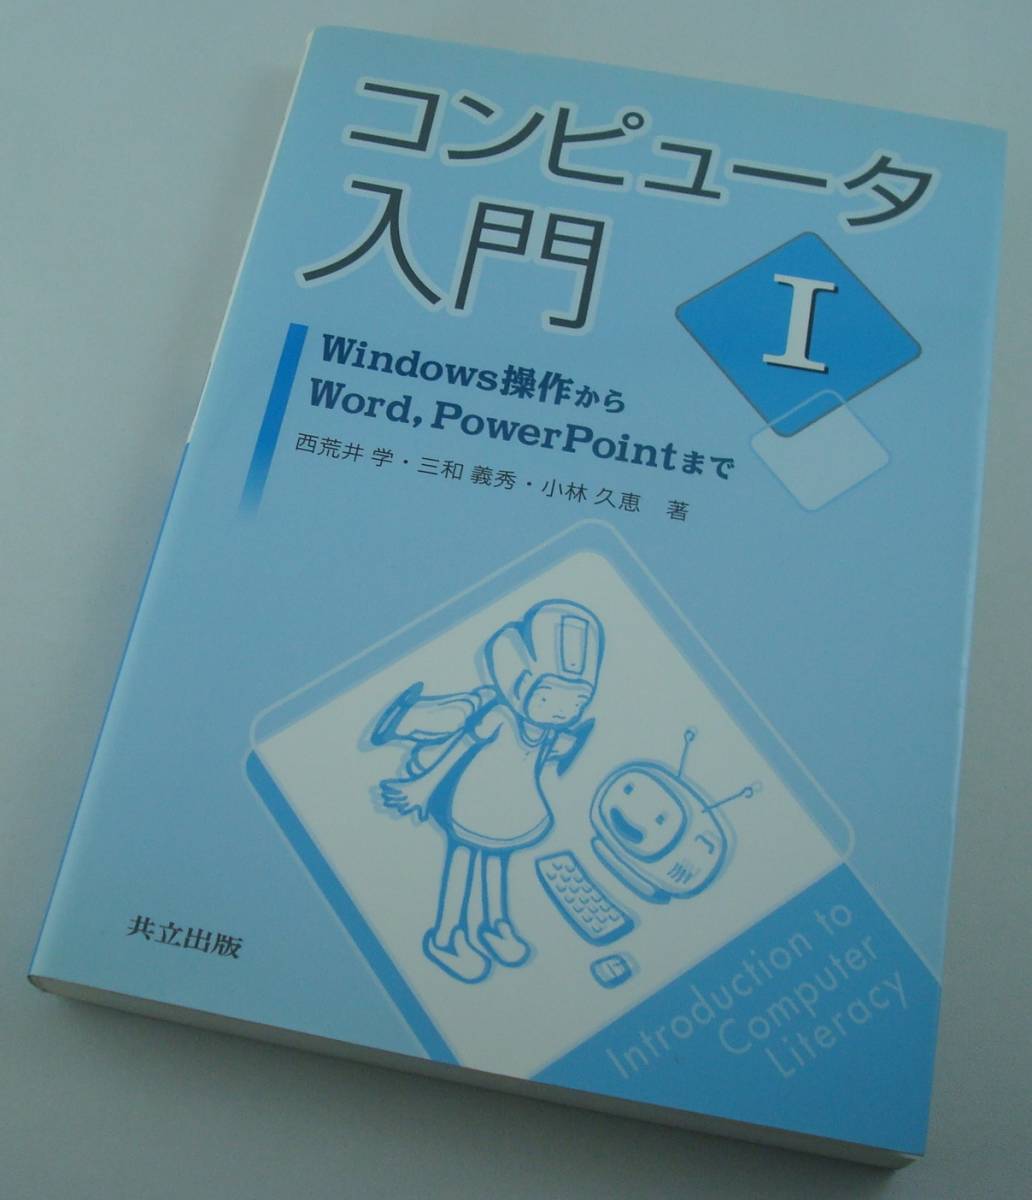 コンピュータ
入門
I
Windows操作から
Word, PowerPointまで
西荒井 学・三和 義秀・小林 久恵　著
共立出版
Introduction to
Computer
Literacy